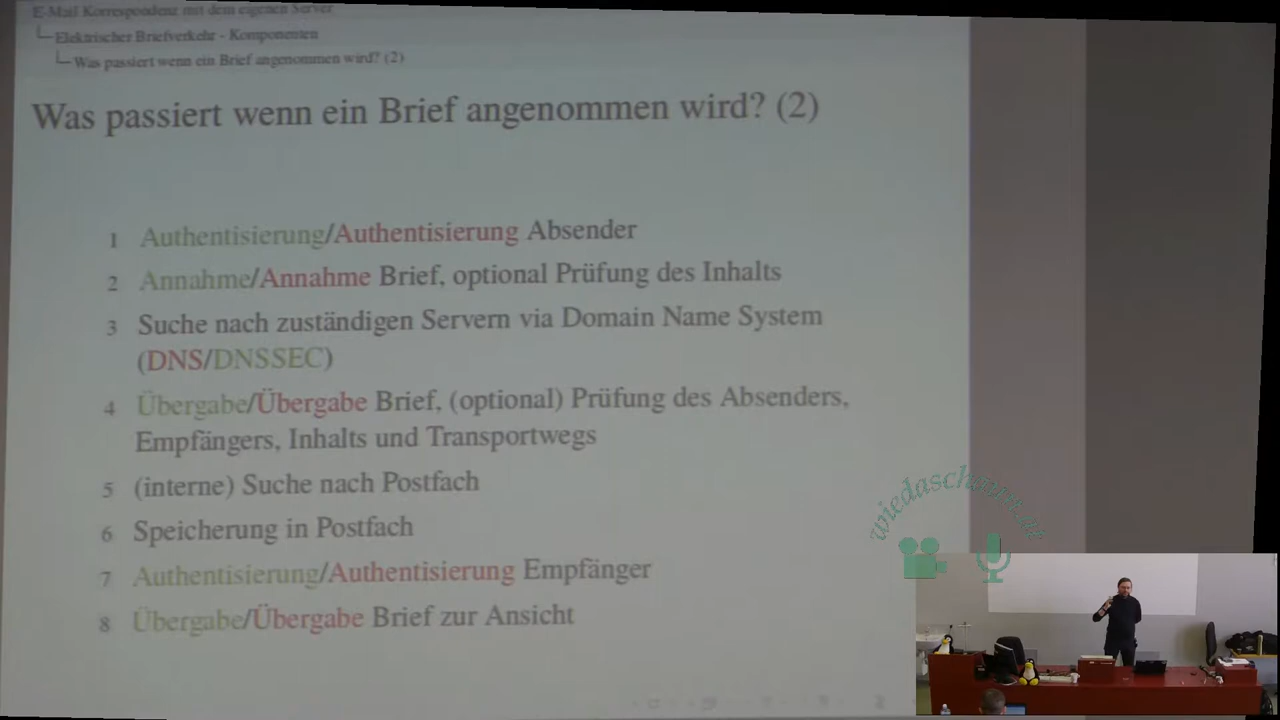 E-Mail Korrespondenz mit dem eigenen Server
Elektrischer Briefverkehr - Komponenten
Was passiert wenn ein Brief angenommen wird? (2)
Was passiert wenn ein Brief angenommen wird? (2)
1 Authentisierung/Authentisierung Absender
2 Annahme/Annahme Brief, optional Prüfung des Inhalts
3 Suche nach zuständigen Servern via Domain Name System
(DNS/DNSSEC)
4 Übergabe/Übergabe Brief, (optional) Prüfung des Absenders,
Empfängers, Inhalts und Transportwegs
5 (interne) Suche nach Postfach
6 Speicherung in Postfach
7 Authentisierung/Authentisierung Empfänger
8 Übergabe/Übergabe Brief zur Ansicht
wiedaschauen.at